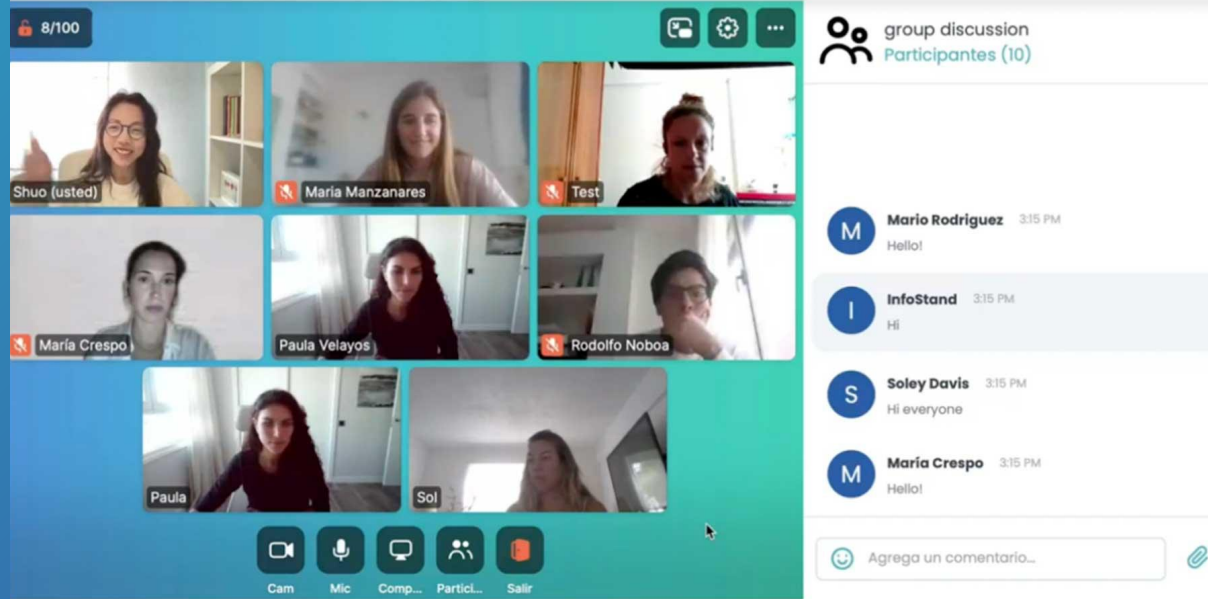 8/100
Shuo (usted)
Maria Manzanares
Test
María Crespo
Paula Velayos
Rodolfo Noboa
Paula
Sol
Cam
Mic
Comp...
Partici...
Salir
group discussion
Participantes (10)
M
Mario Rodriguez 3:15 PM
Hello!
I
InfoStand 3:15 PM
Hi
S
Soley Davis 3:15 PM
Hi everyone
M
María Crespo 3:15 PM
Hello!
Agrega un comentario...